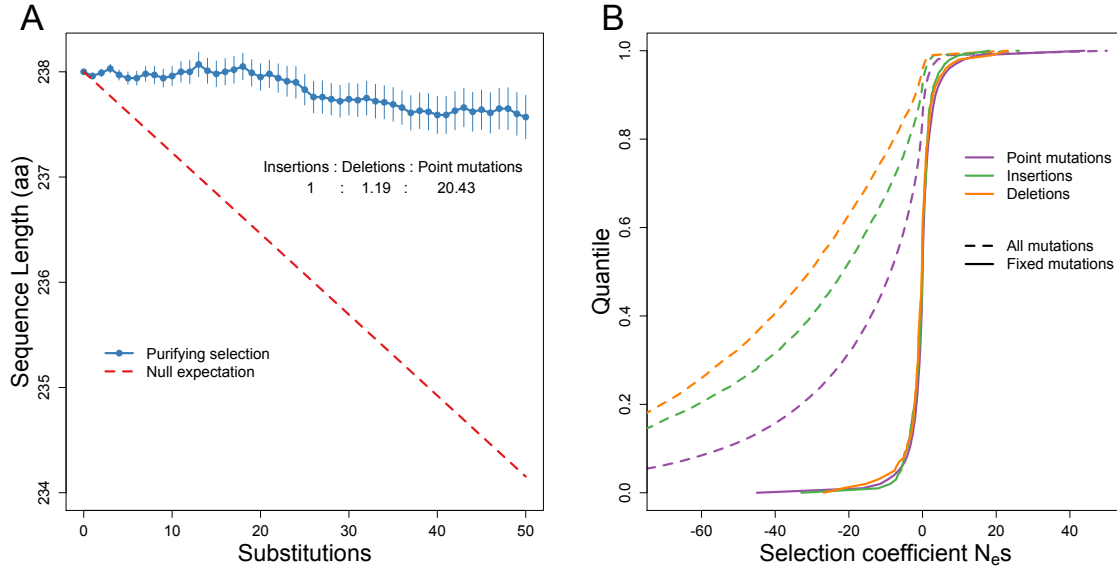 A
238
237
236
235
234
Sequence Length (aa)
Insertions : Deletions : Point mutations
1 : 1.19 : 20.43
Purifying selection
Null expectation
0 10 20 30 40 50
Substitutions
B
1.0
0.8
0.6
0.4
0.2
0.0
Quantile
Point mutations
Insertions
Deletions
All mutations
Fixed mutations
-60 -40 -20 0 20 40
Selection coefficient Nₑs